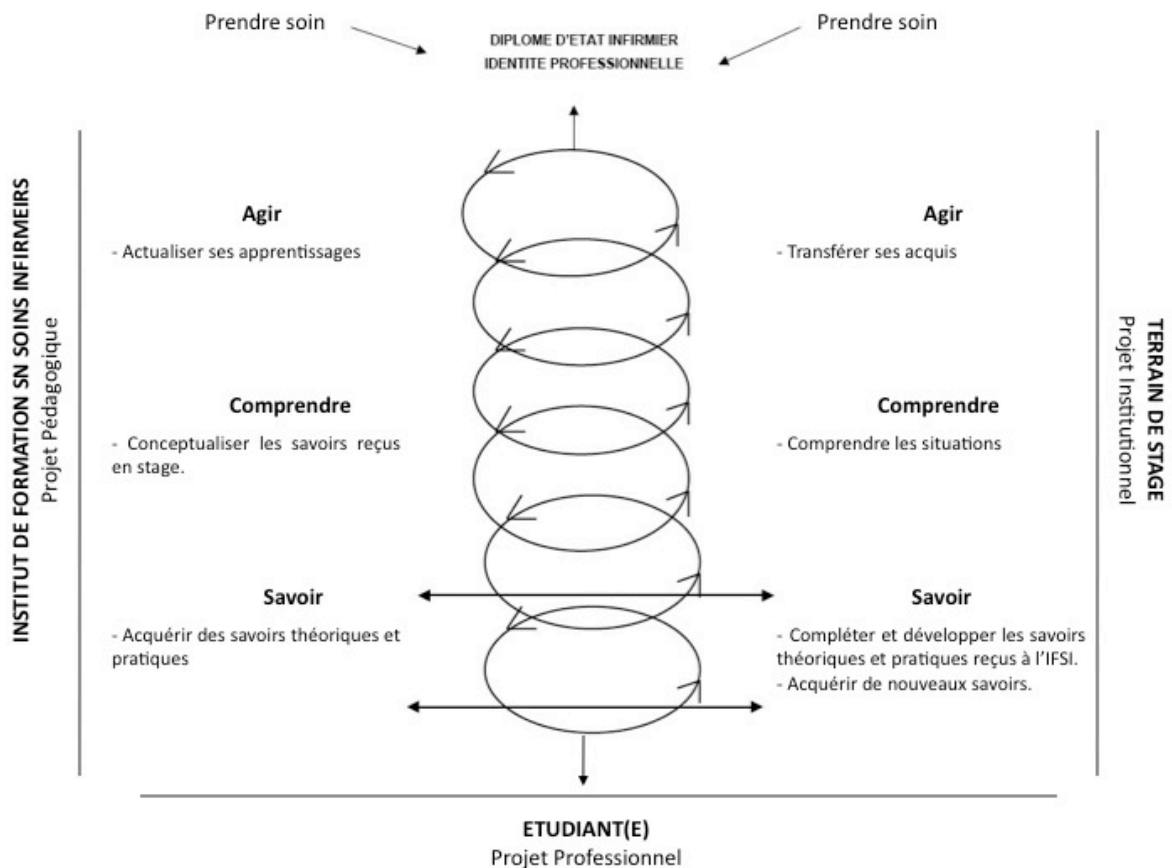 Prendre soin
Prendre soin
DIPLOME D'ETAT INFIRMIER
IDENTITE PROFESSIONNELLE
INSTITUT DE FORMATION SN SOINS INFIRMEIRS
Projet Pédagogique
Agir
- Actualiser ses apprentissages
Comprendre
- Conceptualiser les savoirs reçus
en stage.
Savoir
- Acquérir des savoirs théoriques et
pratiques
Agir
- Transférer ses acquis
Comprendre
- Comprendre les situations
Savoir
- Compléter et développer les savoirs
théoriques et pratiques reçus à l'IFSI.
- Acquérir de nouveaux savoirs.
TERRAIN DE STAGE
Projet Institutionnel
ETUDIANT(E)
Projet Professionnel